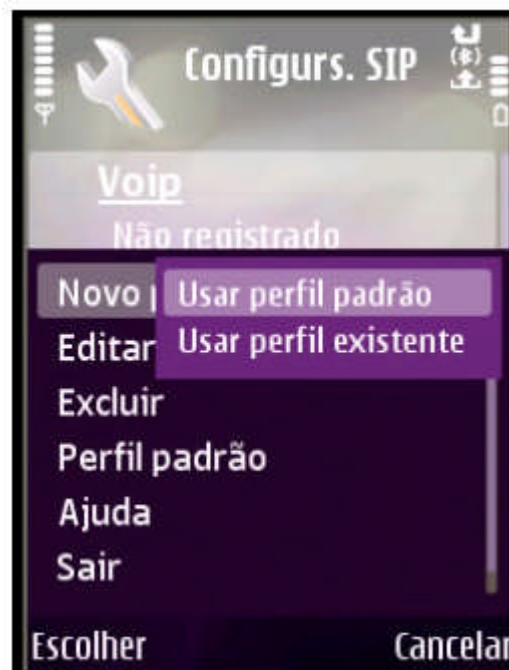 Configurs. SIP
Voip
Não registrado
Novo
Usar perfil padrão
Editar
Usar perfil existente
Excluir
Perfil padrão
Ajuda
Sair
Escolher
Cancelar